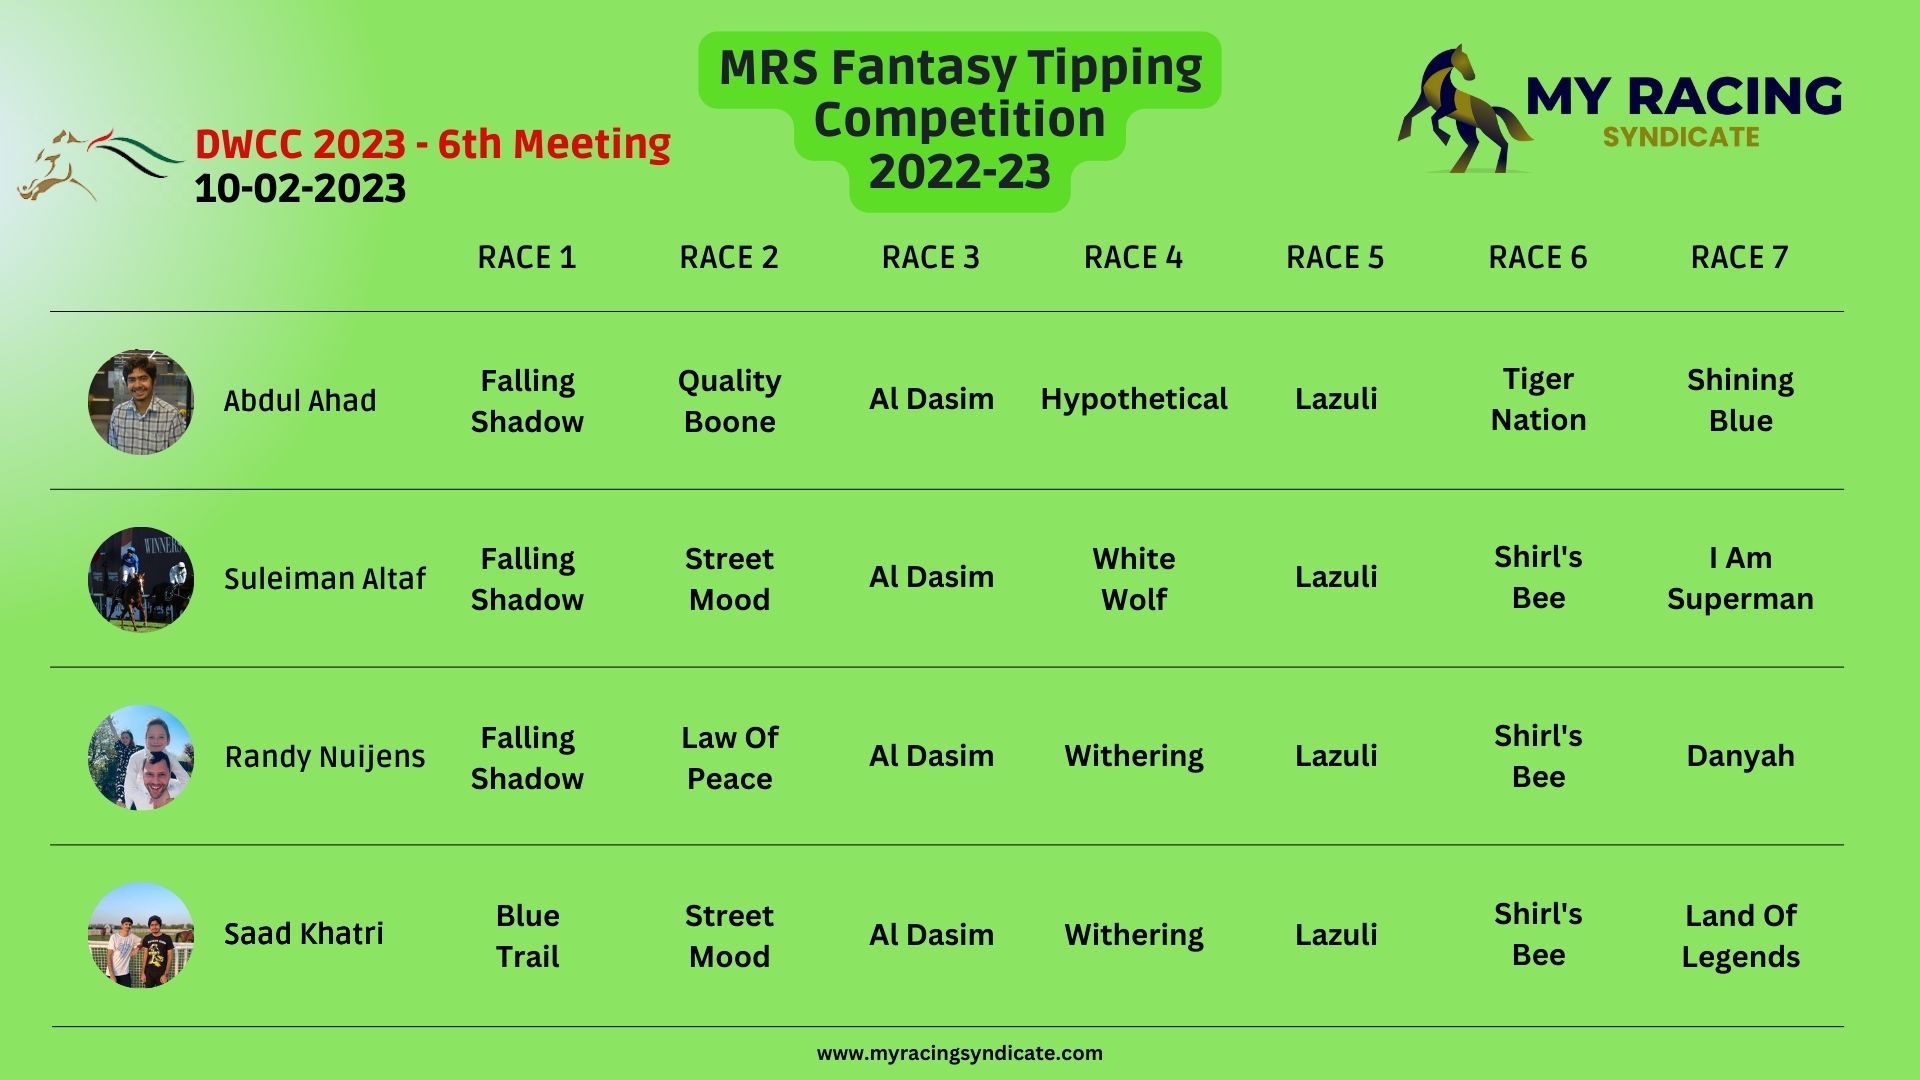 MRS Fantasy Tipping
Competition
2022-23
DWCC 2023 - 6th Meeting
10-02-2023
MY RACING
SYNDICATE
RACE 1 RACE 2 RACE 3 RACE 4 RACE 5 RACE 6 RACE 7
Abdul Ahad
Falling
Shadow
Quality
Boone
Al Dasim
Hypothetical
Lazuli
Tiger
Nation
Shining
Blue
WINNERS
Suleiman Altaf
Falling
Shadow
Street
Mood
Al Dasim
White
Wolf
Lazuli
Shirl's
Bee
I Am
Superman
Randy Nuijens
Falling
Shadow
Law Of
Peace
Al Dasim
Withering
Lazuli
Shirl's
Bee
Danyah
Saad Khatri
Blue
Trail
Street
Mood
Al Dasim
Withering
Lazuli
Shirl's
Bee
Land Of
Legends
www.myracingsyndicate.com